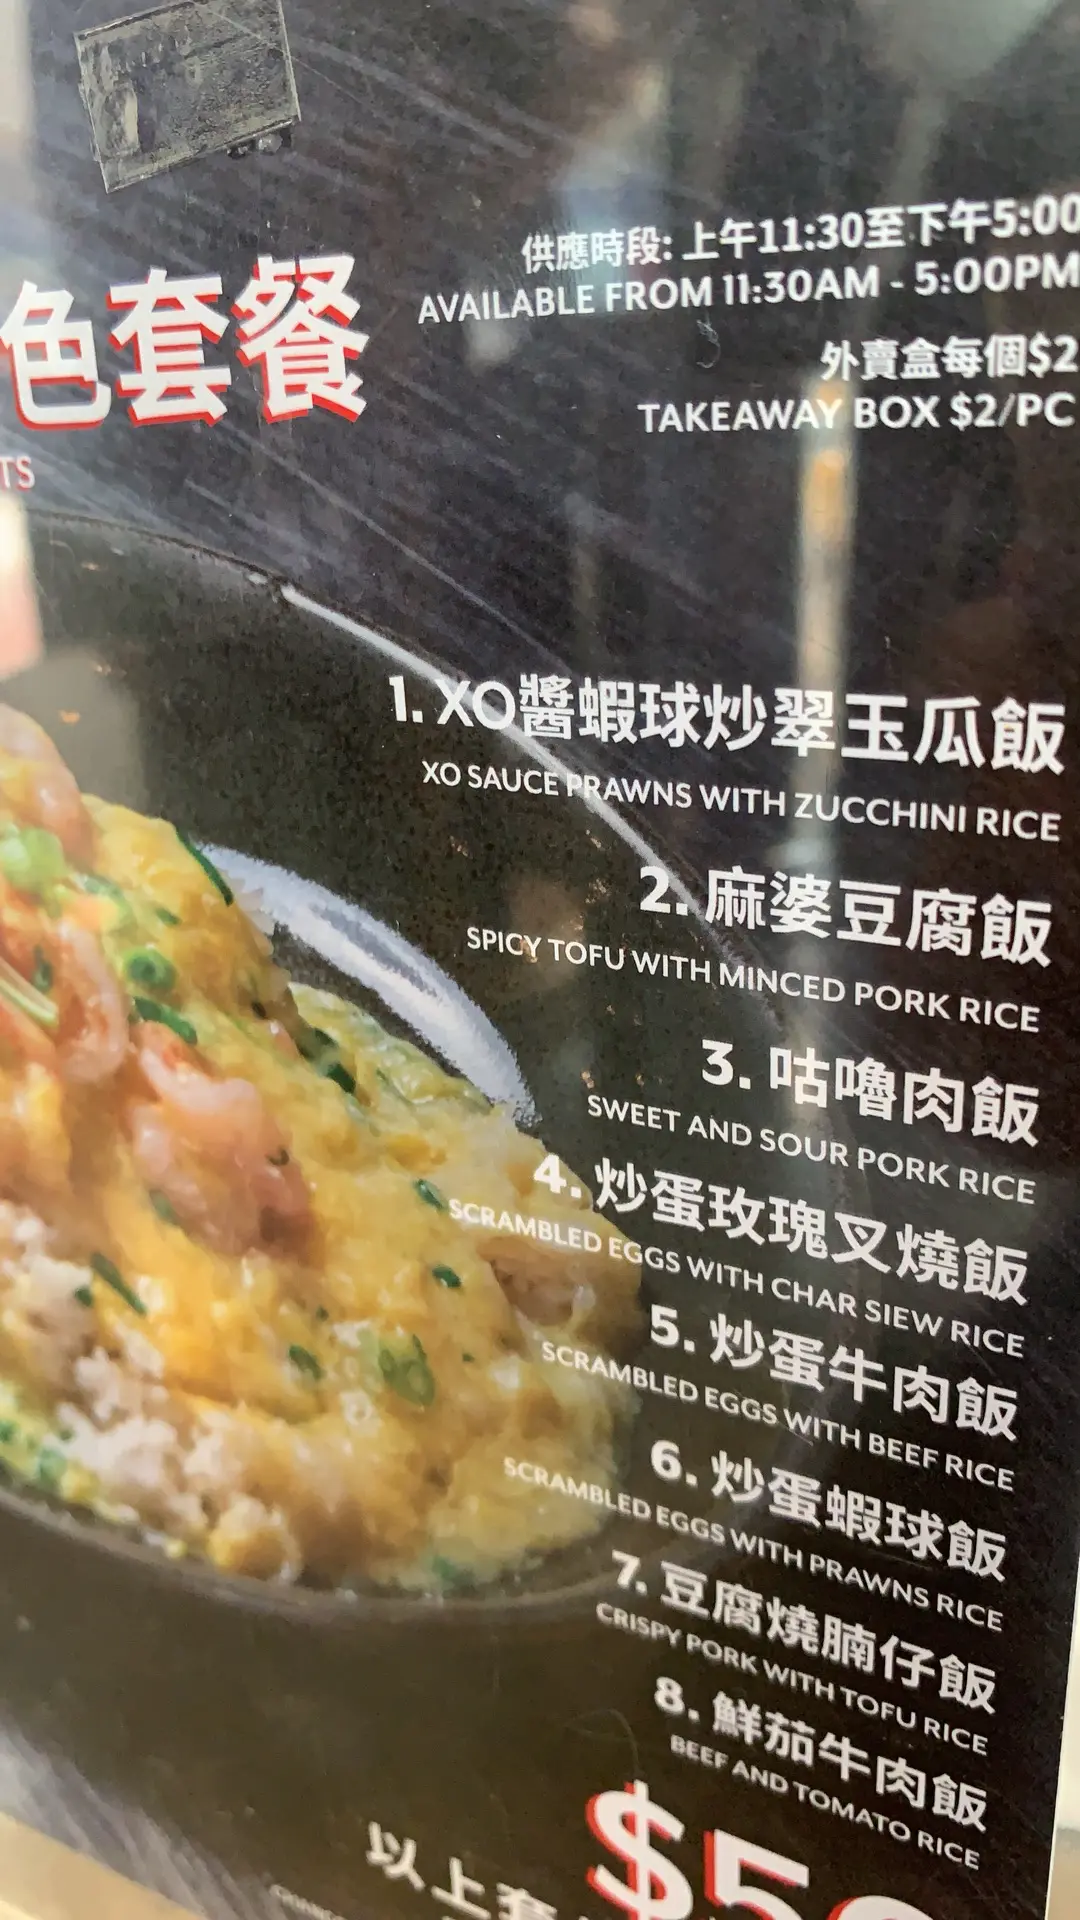 供應時段: 上午11:30至下午5:00
AVAILABLE FROM 11:30AM - 5:00PM
色套餐
外賣盒每個$2
TAKEAWAY BOX $2/PC
TS
1. XO醬蝦球炒翠玉瓜飯
XO SAUCE PRAWNS WITH ZUCCHINI RICE
2. 麻婆豆腐飯
SPICY TOFU WITH MINCED PORK RICE
3. 咕嚕肉飯
SWEET AND SOUR PORK RICE
4. 炒蛋玫瑰叉燒飯
SCRAMBLED EGGS WITH CHAR SIEW RICE
5. 炒蛋牛肉飯
SCRAMBLED EGGS WITH BEEF RICE
6. 炒蛋蝦球飯
SCRAMBLED EGGS WITH PRAWNS RICE
7. 豆腐燒腩仔飯
CRISPY PORK WITH TOFU RICE
8. 鮮茄牛肉飯
BEEF AND TOMATO RICE
$5
以上套